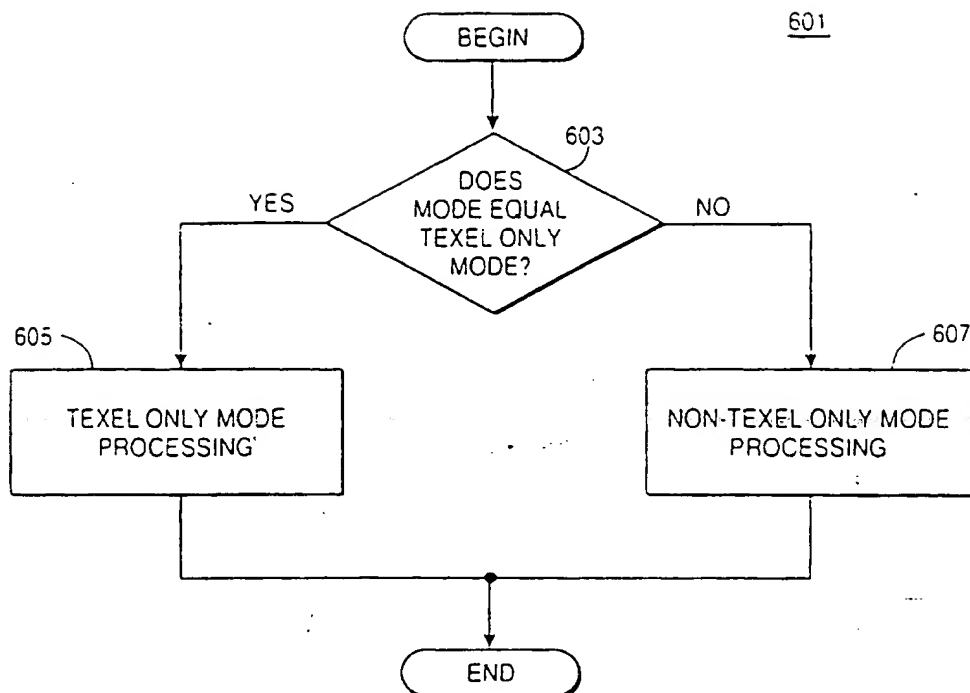 601
BEGIN
603
DOES
MODE EQUAL
TEXEL ONLY
MODE?
YES
NO
605
607
TEXEL ONLY MODE
PROCESSING
NON-TEXEL ONLY MODE
PROCESSING
END